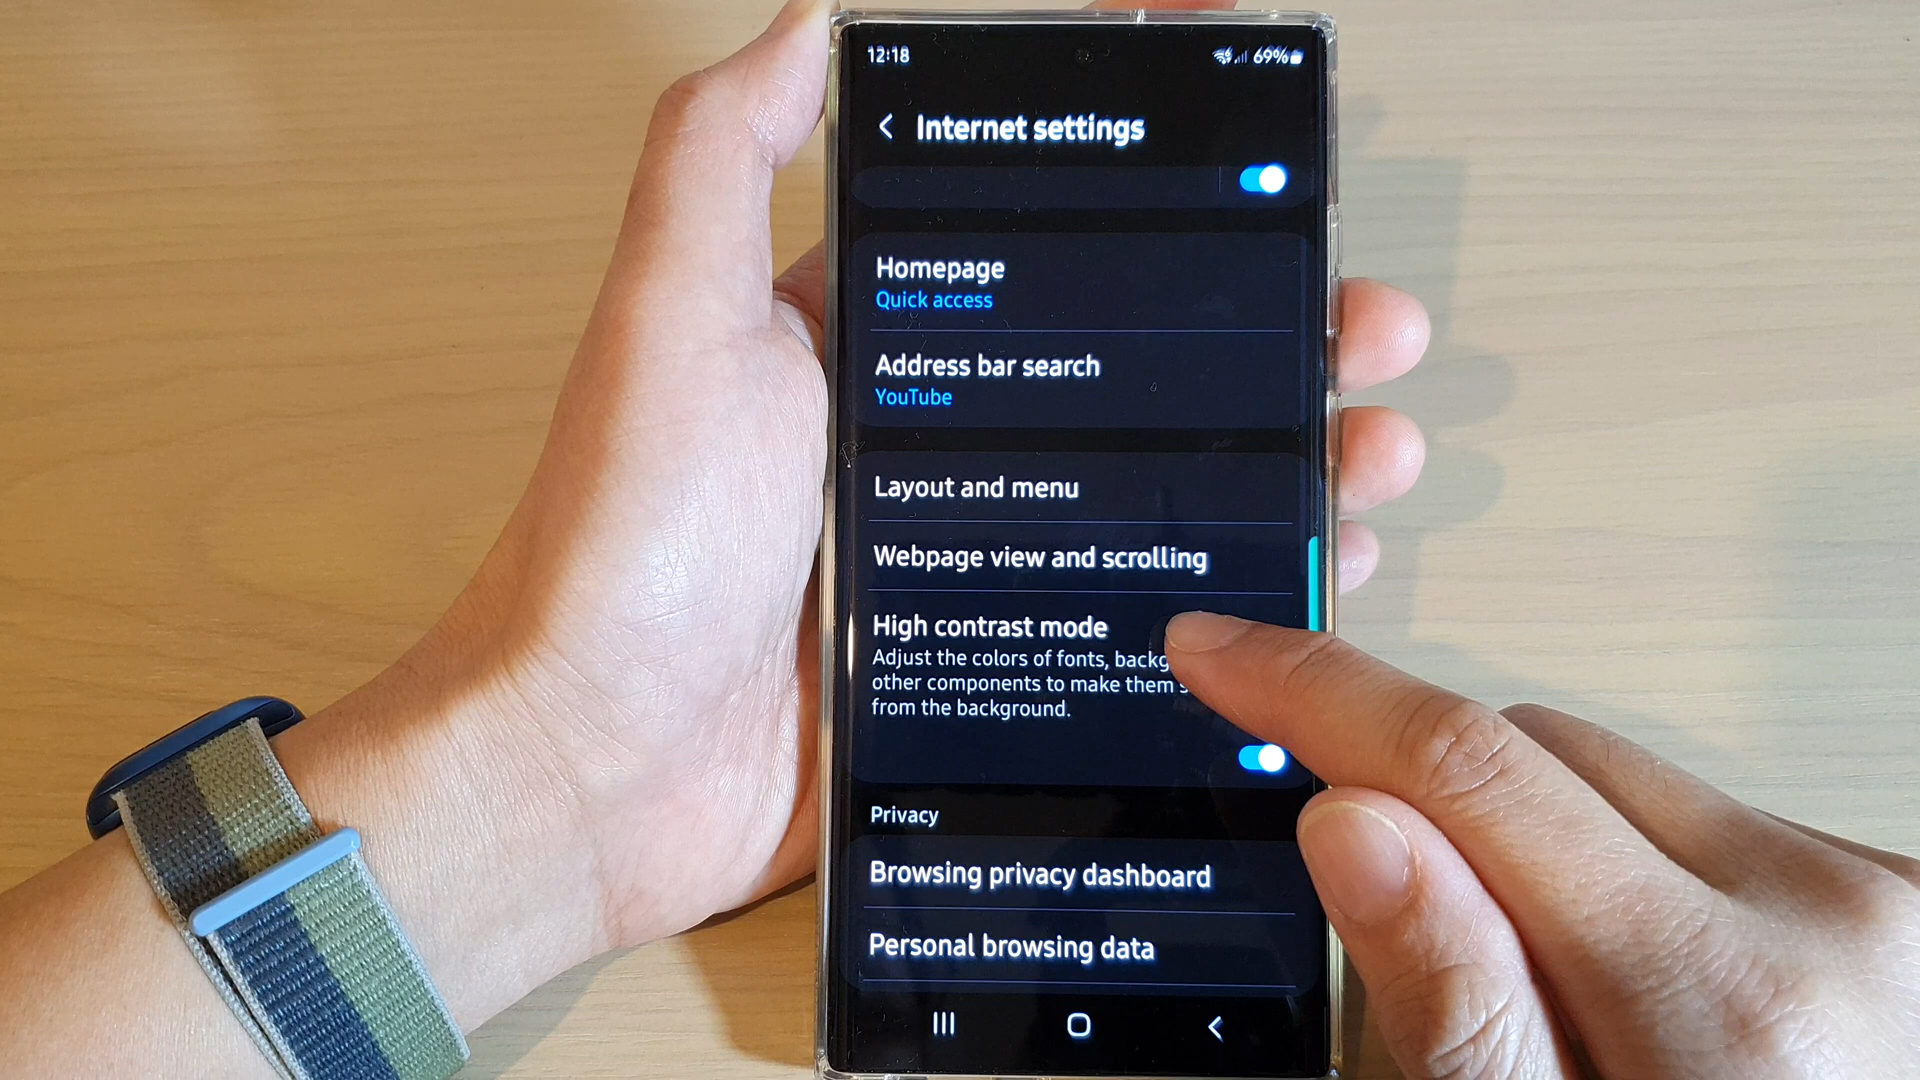 12:18 69%
Internet settings
Homepage
Quick access
Address bar search
YouTube
Layout and menu
Webpage view and scrolling
High contrast mode
Adjust the colors of fonts,
other components to make them
from the background.
Privacy
Browsing privacy dashboard
Personal browsing data